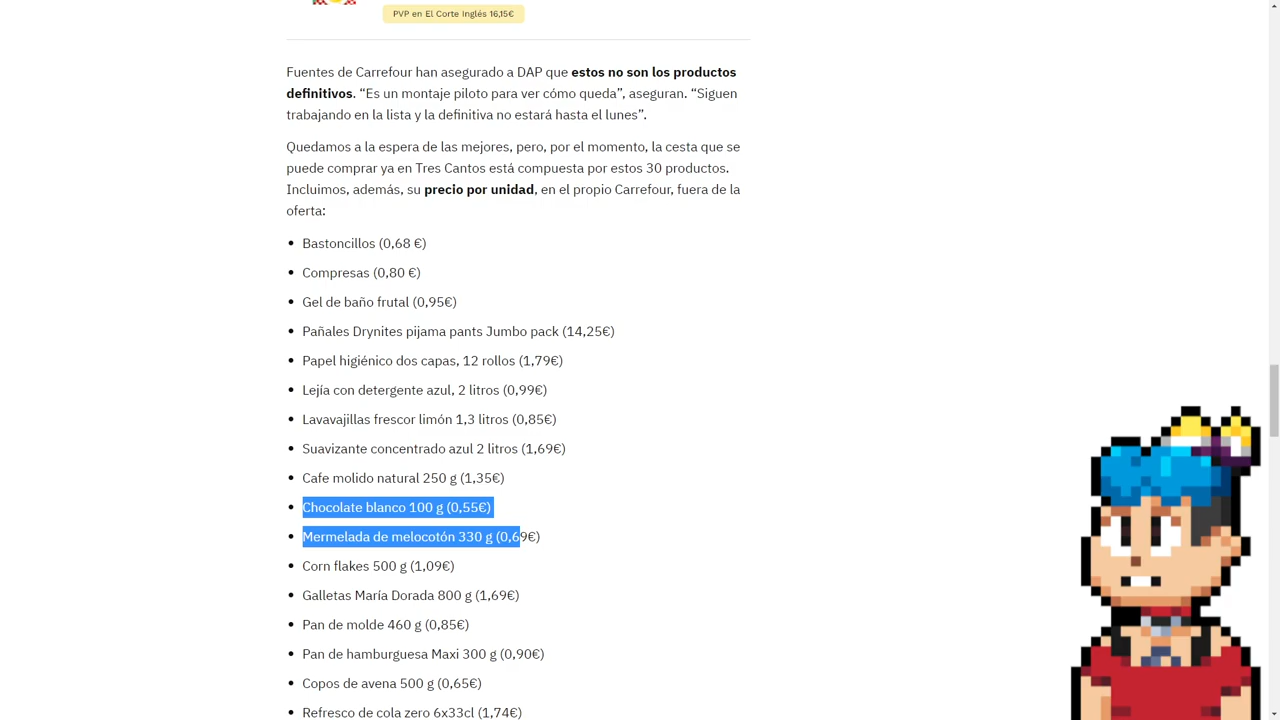 PVP en El Corte Inglés 16,15€
Fuentes de Carrefour han asegurado a DAP que estos no son los productos
definitivos. “Es un montaje piloto para ver cómo queda”, aseguran. “Siguen
trabajando en la lista y la definitiva no estará hasta el lunes”.
Quedamos a la espera de las mejores, pero, por el momento, la cesta que se
puede comprar ya en Tres Cantos está compuesta por estos 30 productos.
Incluimos, además, su precio por unidad, en el propio Carrefour, fuera de la
oferta:
• Bastoncillos (0,68 €)
• Compresas (0,80 €)
• Gel de baño frutal (0,95€)
• Pañales Drynites pijama pants Jumbo pack (14,25€)
• Papel higiénico dos capas, 12 rollos (1,79€)
• Lejía con detergente azul, 2 litros (0,99€)
• Lavavajillas frescor limón 1,3 litros (0,85€)
• Suavizante concentrado azul 2 litros (1,69€)
• Cafe molido natural 250 g (1,35€)
• Chocolate blanco 100 g (0,55€)
• Mermelada de melocotón 330 g (0,69€)
• Corn flakes 500 g (1,09€)
• Galletas María Dorada 800 g (1,69€)
• Pan de molde 460 g (0,85€)
• Pan de hamburguesa Maxi 300 g (0,90€)
• Copos de avena 500 g (0,65€)
• Refresco de cola zero 6x33cl (1,74€)